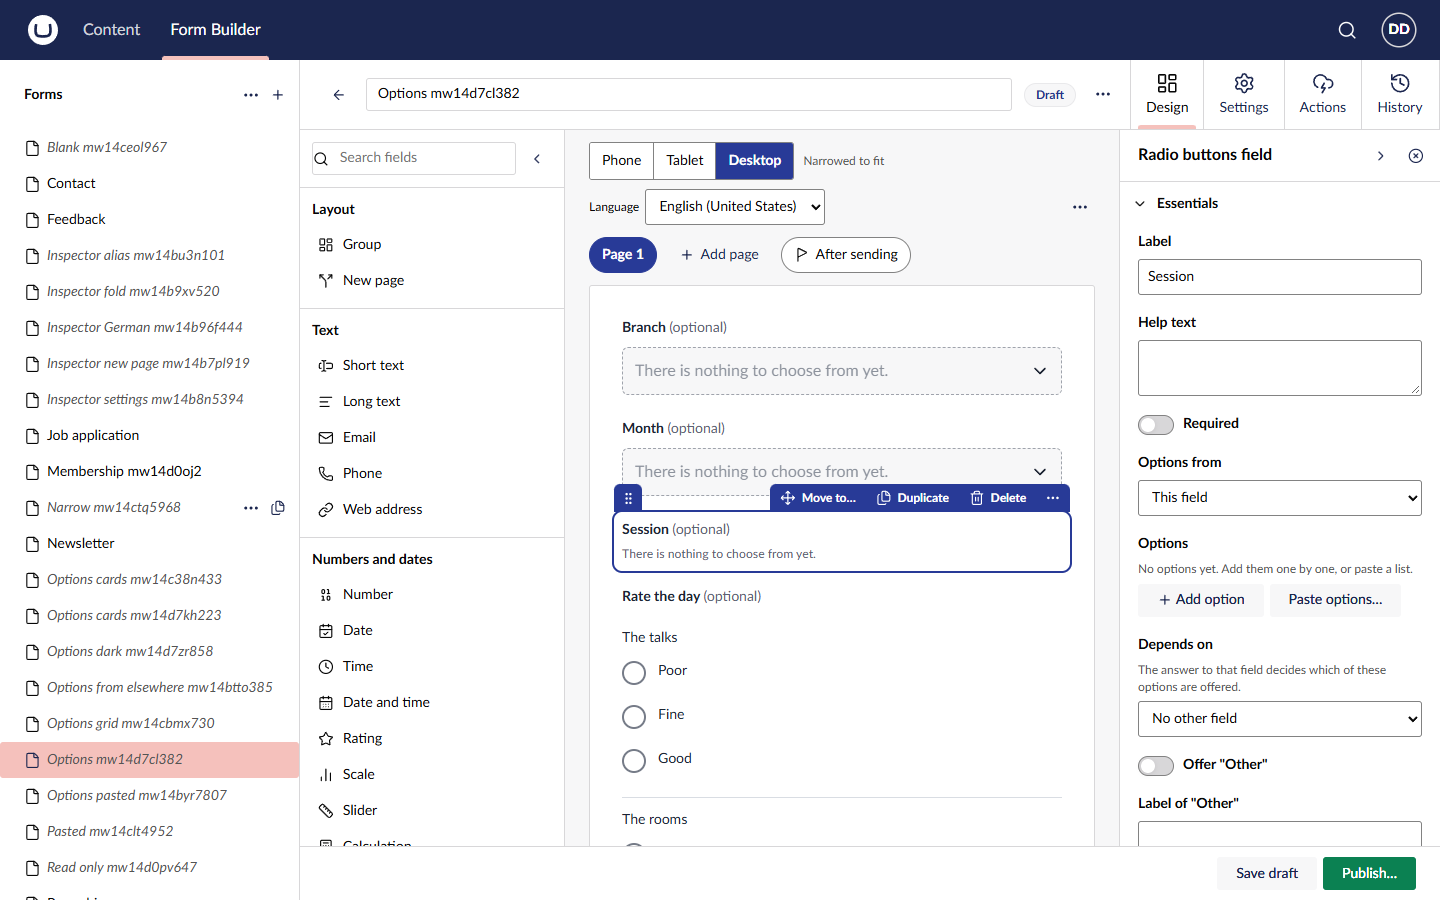 Content
Form Builder
DD
Forms
Blank mw14ceol967
Contact
Feedback
Inspector alias mw14bu3n101
Inspector fold mw14b9xv520
Inspector German mw14b96f444
Inspector new page mw14b7pl919
Inspector settings mw14b8n5394
Job application
Membership mw14d0oj2
Narrow mw14ctq5968
Newsletter
Options cards mw14c38n433
Options cards mw14d7kh223
Options dark mw14d7zr858
Options from elsewhere mw14btto385
Options grid mw14cbmx730
Options mw14d7cl382
Options pasted mw14byr7807
Pasted mw14clt4952
Read only mw14d0pv647
Options mw14d7cl382
Draft
Design
Settings
Actions
History
Search fields
Layout
Group
New page
Text
Short text
Long text
Email
Phone
Web address
Numbers and dates
Number
Date
Time
Date and time
Rating
Scale
Slider
Calculation
Phone
Tablet
Desktop
Narrowed to fit
Language
English (United States)
Page 1
Add page
After sending
Branch (optional)
There is nothing to choose from yet.
Month (optional)
There is nothing to choose from yet.
Move to...
Duplicate
Delete
Session (optional)
There is nothing to choose from yet.
Rate the day (optional)
The talks
Poor
Fine
Good
The rooms
Radio buttons field
Essentials
Label
Session
Help text
Required
Options from
This field
Options
No options yet. Add them one by one, or paste a list.
Add option
Paste options...
Depends on
The answer to that field decides which of these
options are offered.
No other field
Offer "Other"
Label of "Other"
Save draft
Publish...